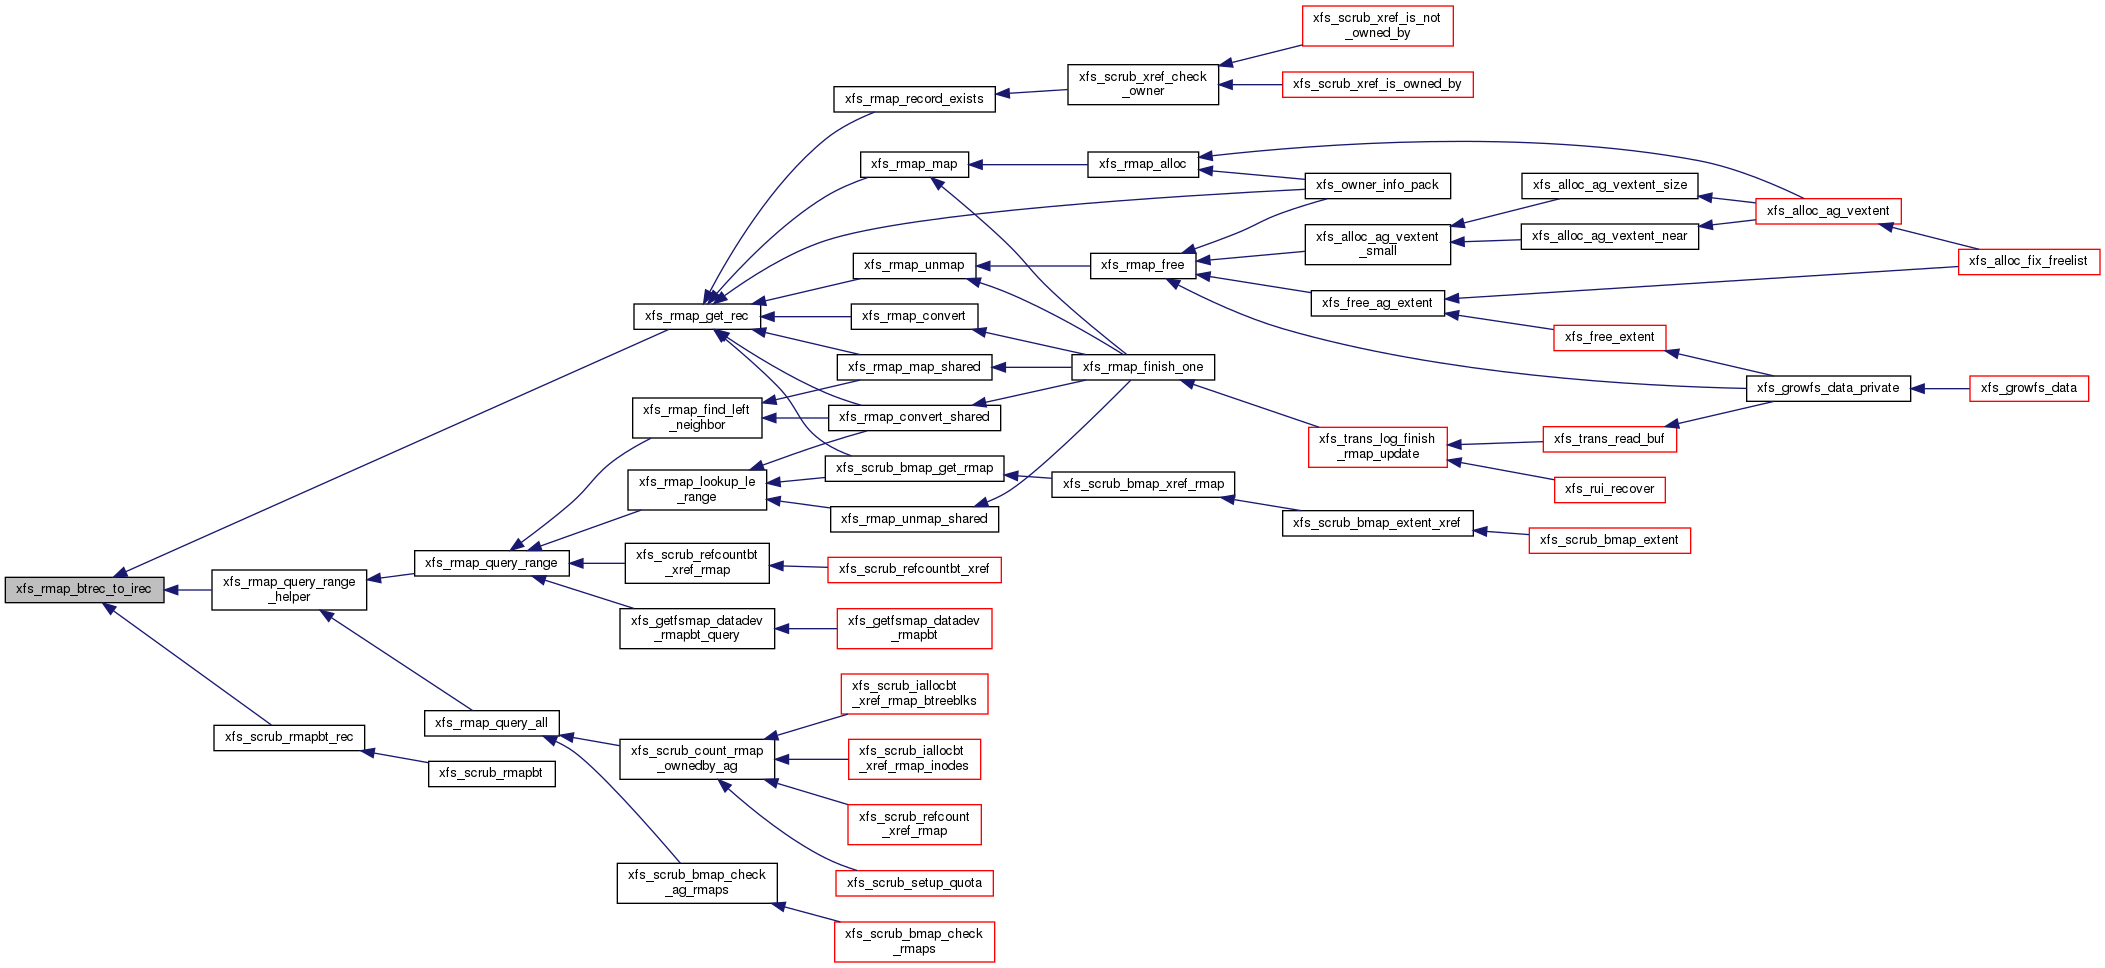 xfs_scrub_xref_is_not
_owned_by
xfs_scrub_xref_check
_owner
xfs_scrub_xref_is_owned_by
xfs_rmap_record_exists
xfs_rmap_map
xfs_rmap_alloc
xfs_owner_info_pack
xfs_alloc_ag_vextent_size
xfs_alloc_ag_vextent
xfs_alloc_ag_vextent
_small
xfs_alloc_ag_vextent_near
xfs_alloc_fix_freelist
xfs_rmap_unmap
xfs_rmap_free
xfs_free_ag_extent
xfs_rmap_get_rec
xfs_rmap_convert
xfs_free_extent
xfs_rmap_map_shared
xfs_rmap_finish_one
xfs_growfs_data_private
xfs_growfs_data
xfs_rmap_find_left
_neighbor
xfs_rmap_convert_shared
xfs_trans_log_finish
_rmap_update
xfs_trans_read_buf
xfs_rmap_lookup_le
_range
xfs_scrub_bmap_get_rmap
xfs_scrub_bmap_xref_rmap
xfs_rui_recover
xfs_rmap_unmap_shared
xfs_scrub_bmap_extent_xref
xfs_scrub_bmap_extent
xfs_rmap_query_range
xfs_scrub_refcountbt
_xref_rmap
xfs_scrub_refcountbt_xref
xfs_rmap_btrec_to_irec
xfs_rmap_query_range
_helper
xfs_getfsmap_datadev
_rmapbt_query
xfs_getfsmap_datadev
_rmapbt
xfs_scrub_iallocbt
_xref_rmap_btreeblks
xfs_rmap_query_all
xfs_scrub_rmapbt_rec
xfs_scrub_count_rmap
_ownedby_ag
xfs_scrub_iallocbt
_xref_rmap_inodes
xfs_scrub_rmapbt
xfs_scrub_refcount
_xref_rmap
xfs_scrub_bmap_check
_ag_rmaps
xfs_scrub_setup_quota
xfs_scrub_bmap_check
_rmaps